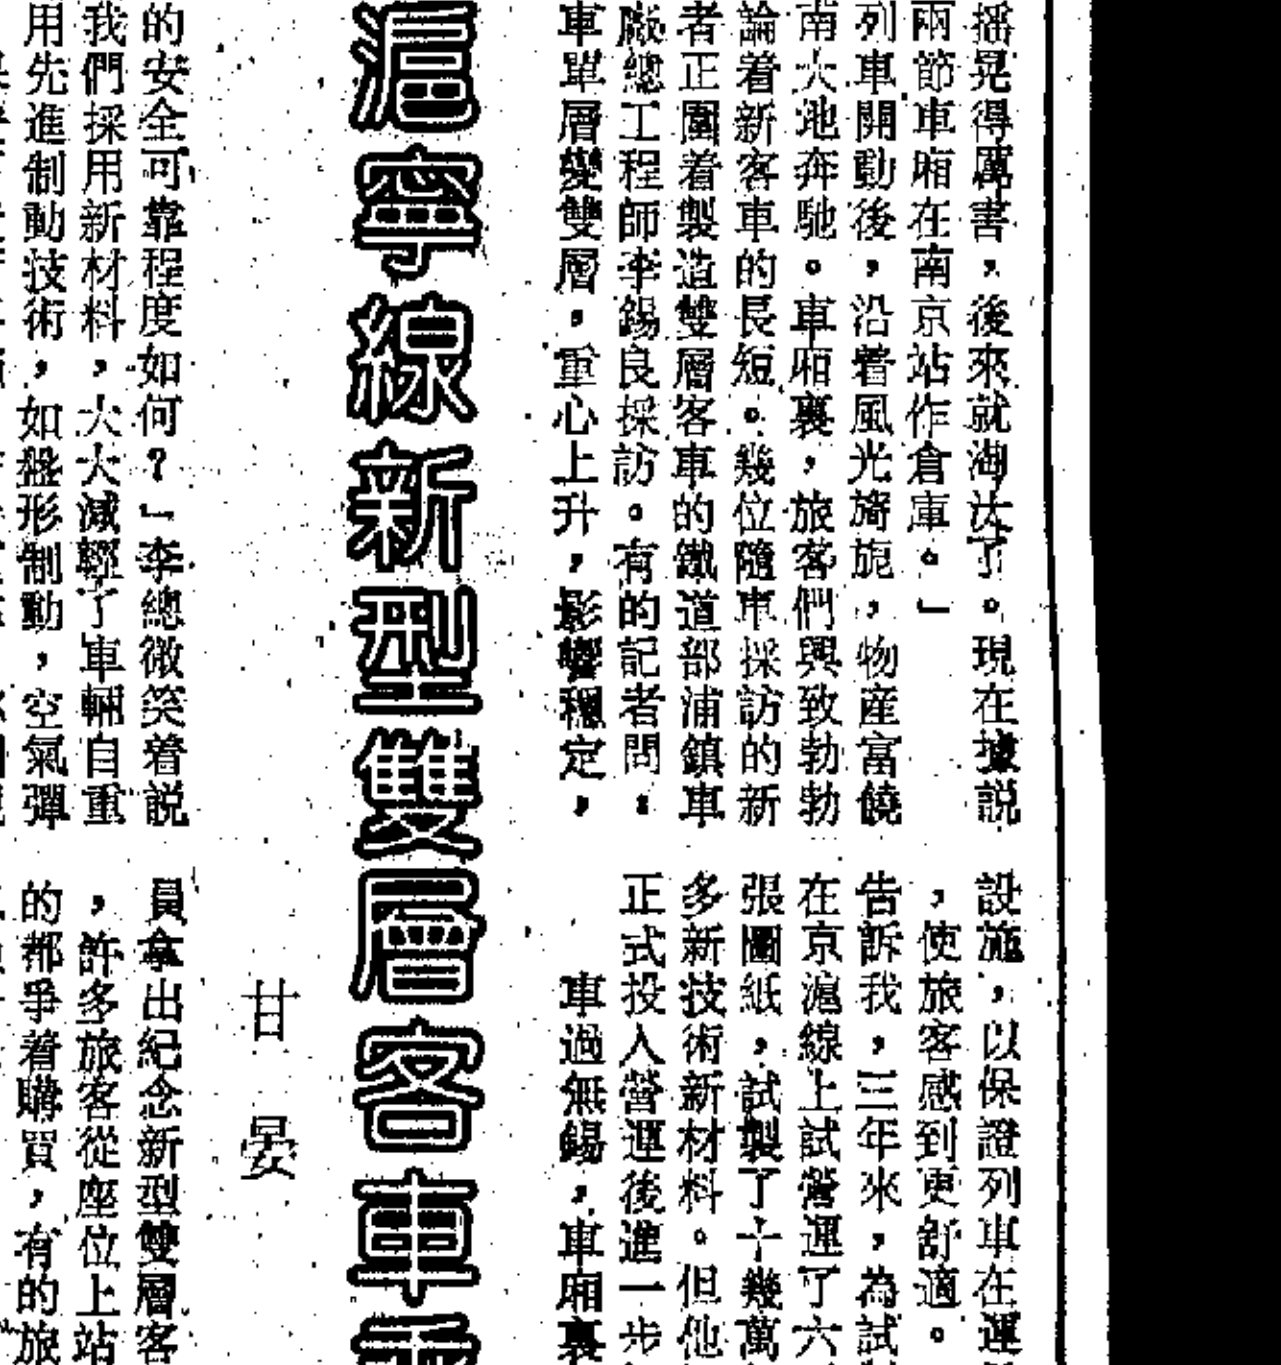 滬寧線新型雙層客車
甘晏
搖晃得厲害，後來就淘汰了。現在據説
兩節車廂在南京站作倉庫。」
列車開動後，沿着風光旖旎，物產富饒
南大地奔馳。車廂裏，旅客們興致勃勃
論着新客車的長短。幾位隨車採訪的新
者正圍着製造雙層客車的鐵道部浦鎮車
廠總工程師李錫良採訪。有的記者問：
車單層變雙層，重心上升，影響穩定，
的安全可靠程度如何？」李總微笑着説
我們採用新材料，大大減輕了車輛自重
用先進制動技術，如盤形制動，空氣彈
設施，以保證列車在運
，使旅客感到更舒適。
告訴我，三年來，為試
在京滬線上試營運了六
張圖紙，試製了十幾萬
多新技術新材料。但他
正式投入營運後進一步
車過無錫，車廂裏
員拿出紀念新型雙層客
，許多旅客從座位上站
的都爭着購買，有的旅